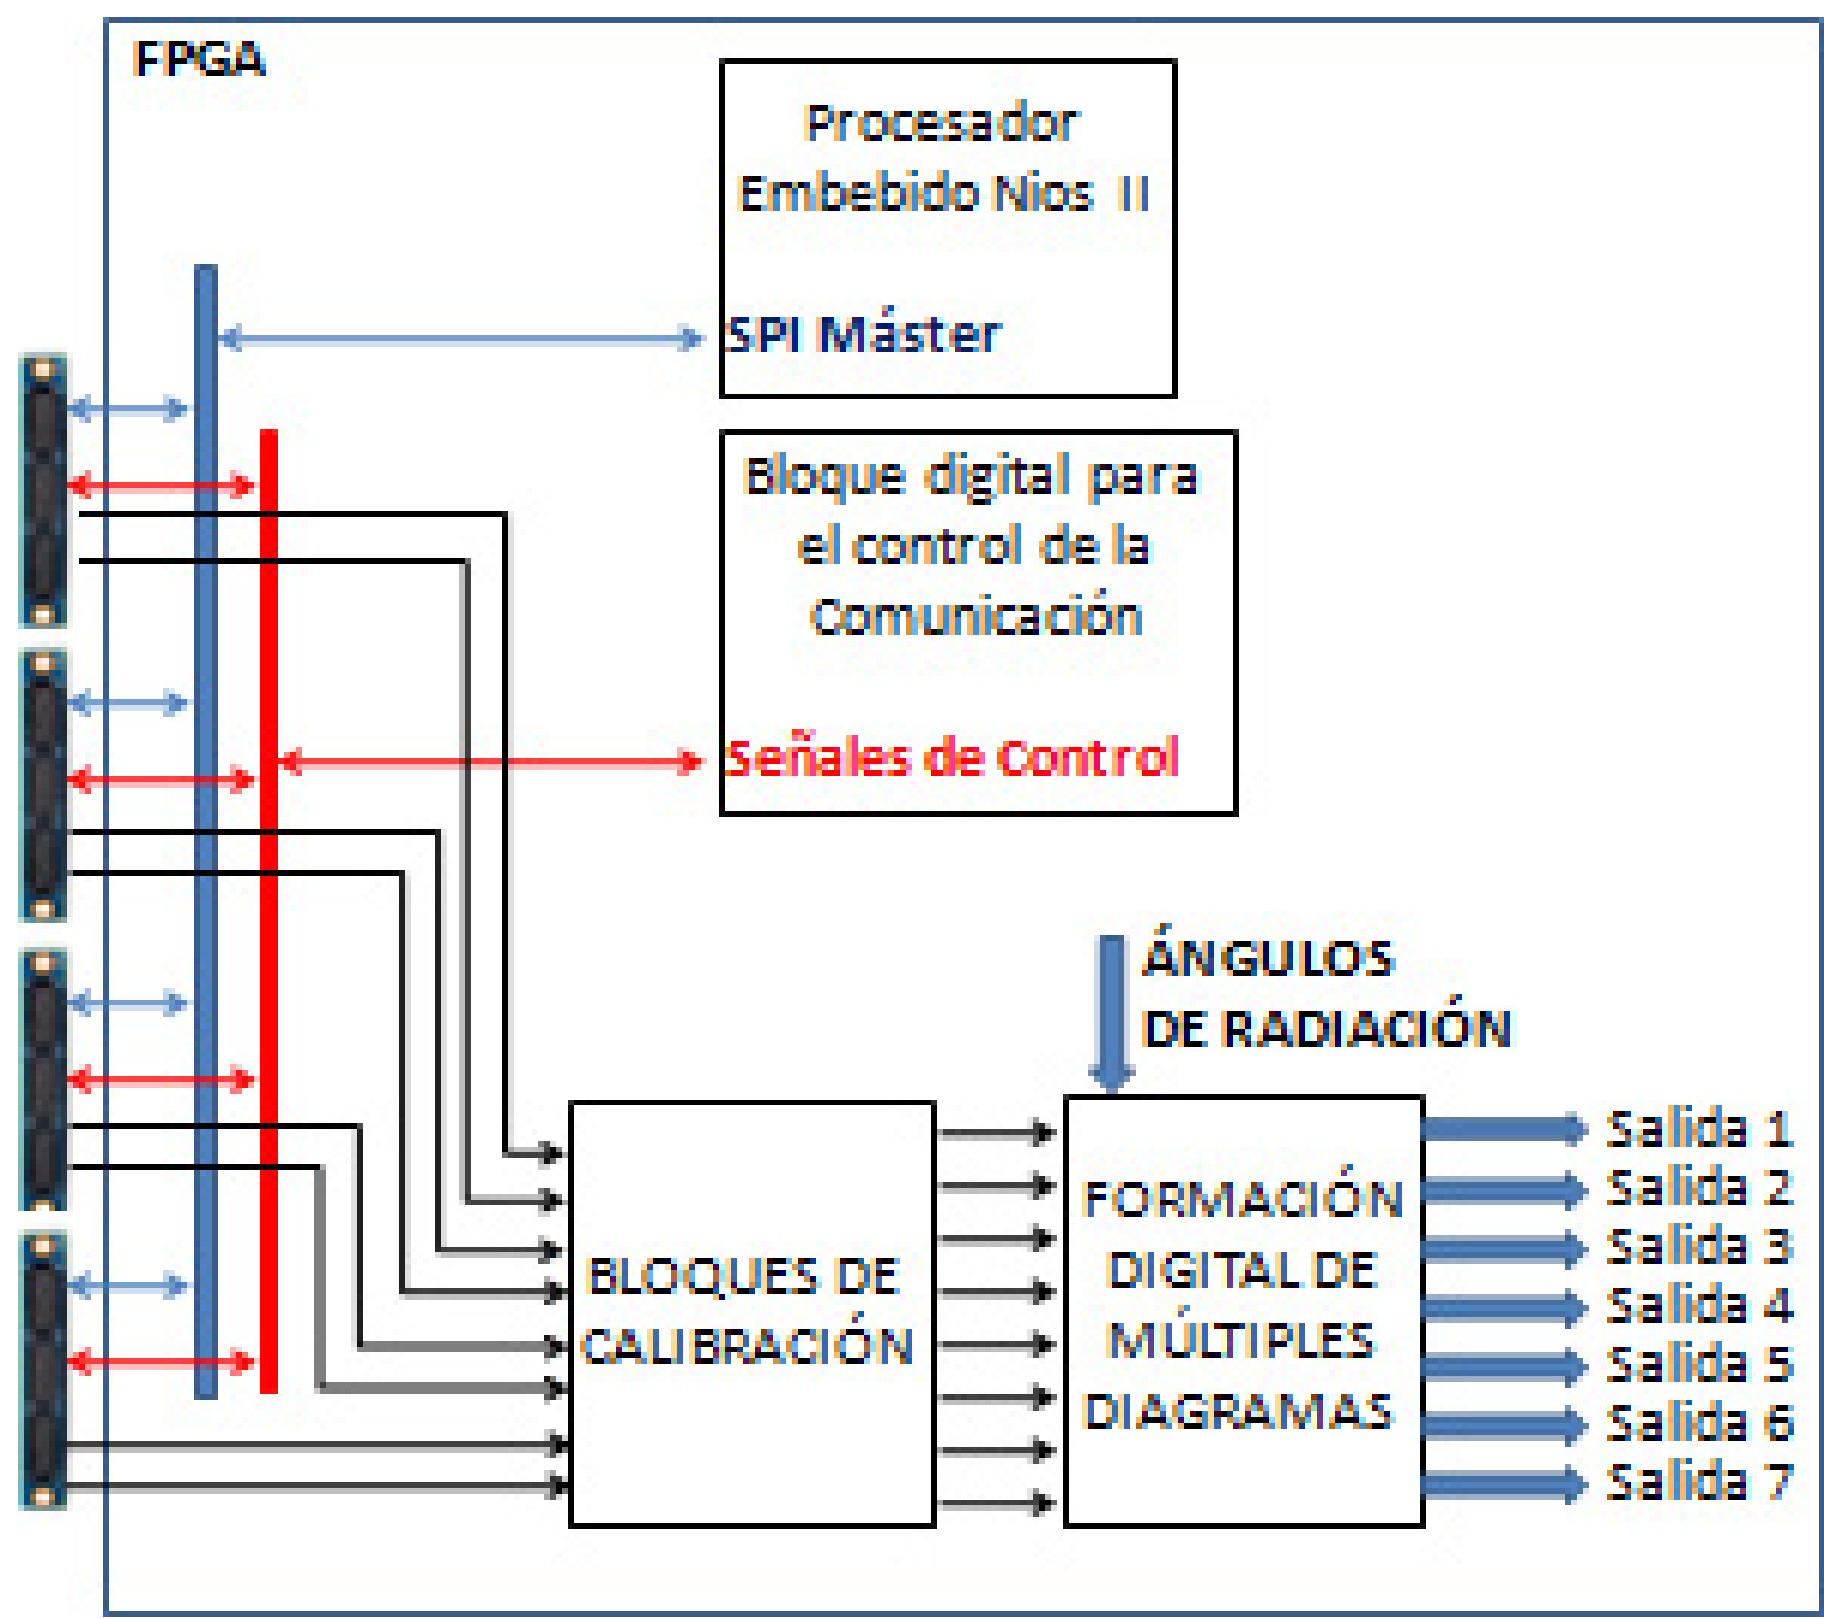 FPGA
Procesador
Embebido Nios II
SPI Máster
Bloque digital para
el control de la
Comunicación
Señales de Control
ÁNGULOS
DE RADIACIÓN
BLOQUES DE
CALIBRACIÓN
FORMACIÓN
DIGITAL DE
MÚLTIPLES
DIAGRAMAS
Salida 1
Salida 2
Salida 3
Salida 4
Salida 5
Salida 6
Salida 7